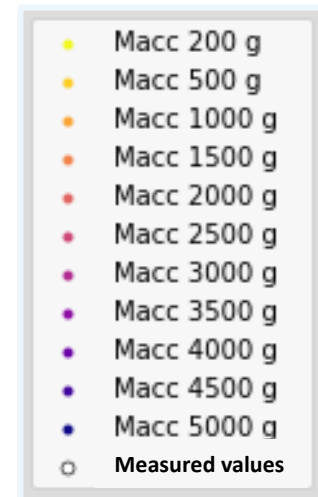 Macc 200 g
Macc 500 g
Macc 1000 g
Macc 1500 g
Macc 2000 g
Macc 2500 g
Macc 3000 g
Macc 3500 g
Macc 4000 g
Macc 4500 g
Macc 5000 g
Measured values